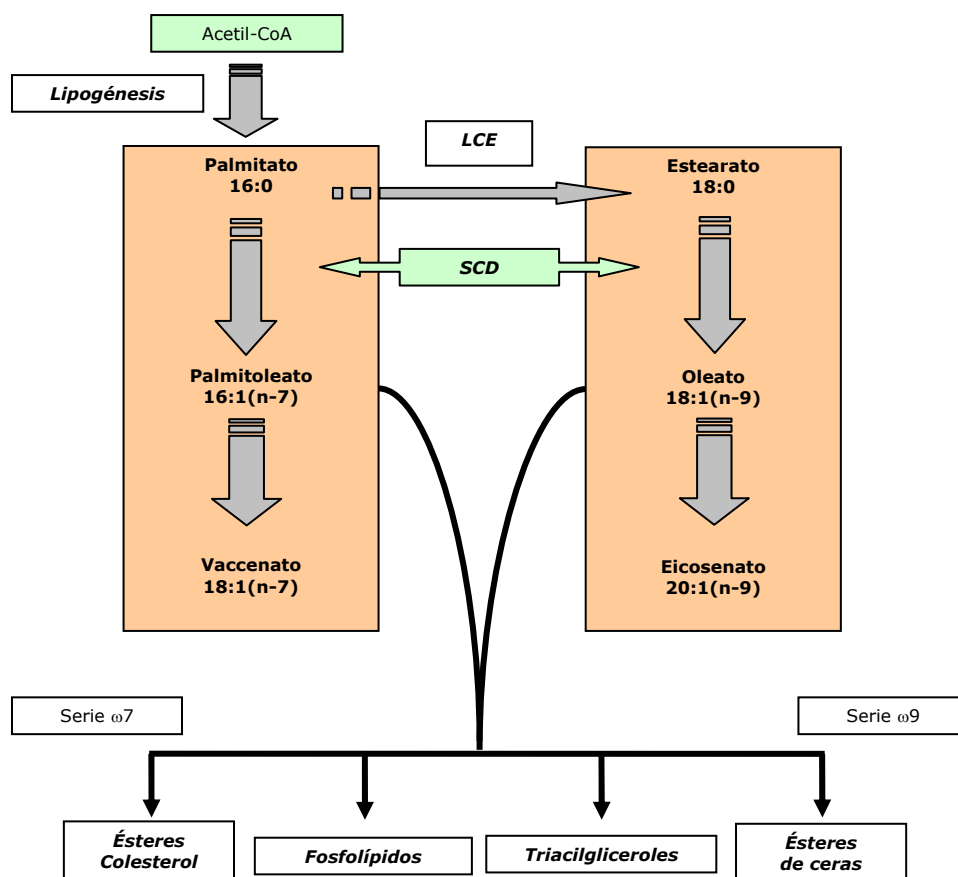 Acetil-CoA
Lipogénesis
LCE
Palmitato
16:0
Estearato
18:0
SCD
Palmitoleato
16:1(n-7)
Oleato
18:1(n-9)
Vaccenato
18:1(n-7)
Eicosenato
20:1(n-9)
Serie ω7
Serie ω9
Ésteres
Colesterol
Fosfolípidos
Triacilgliceroles
Ésteres
de ceras